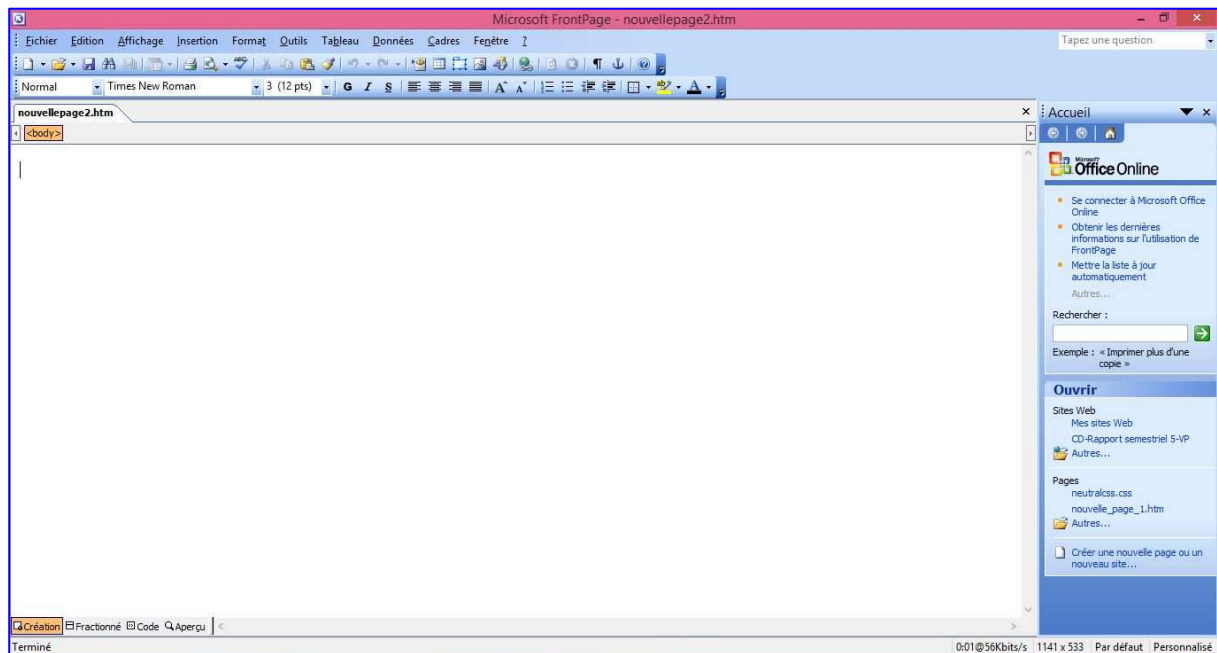 Microsoft FrontPage - nouvellepage2.htm
Fichier Edition Affichage Insertion Format Outils Tableau Données Cadres Fenêtre ?
Tapez une question
Normal Times New Roman 3 (12 pts) G I S
nouvellepage2.htm
<body>
Accueil
Microsoft
Office Online
Se connecter à Microsoft Office
Online
Obtenir les dernières
informations sur l'utilisation de
FrontPage
Mettre la liste à jour
automatiquement
Autres...
Rechercher :
Exemple : « Imprimer plus d'une
copie »
Ouvrir
Sites Web
Mes sites Web
CD-Rapport semestriel 5-VP
Autres...
Pages
neutralcss.css
nouvelle_page_1.htm
Autres...
Créer une nouvelle page ou un
nouveau site...
Création Fractionné Code Aperçu
Terminé
0:01@56Kbits/s 1141 x 533 Par défaut Personnalisé